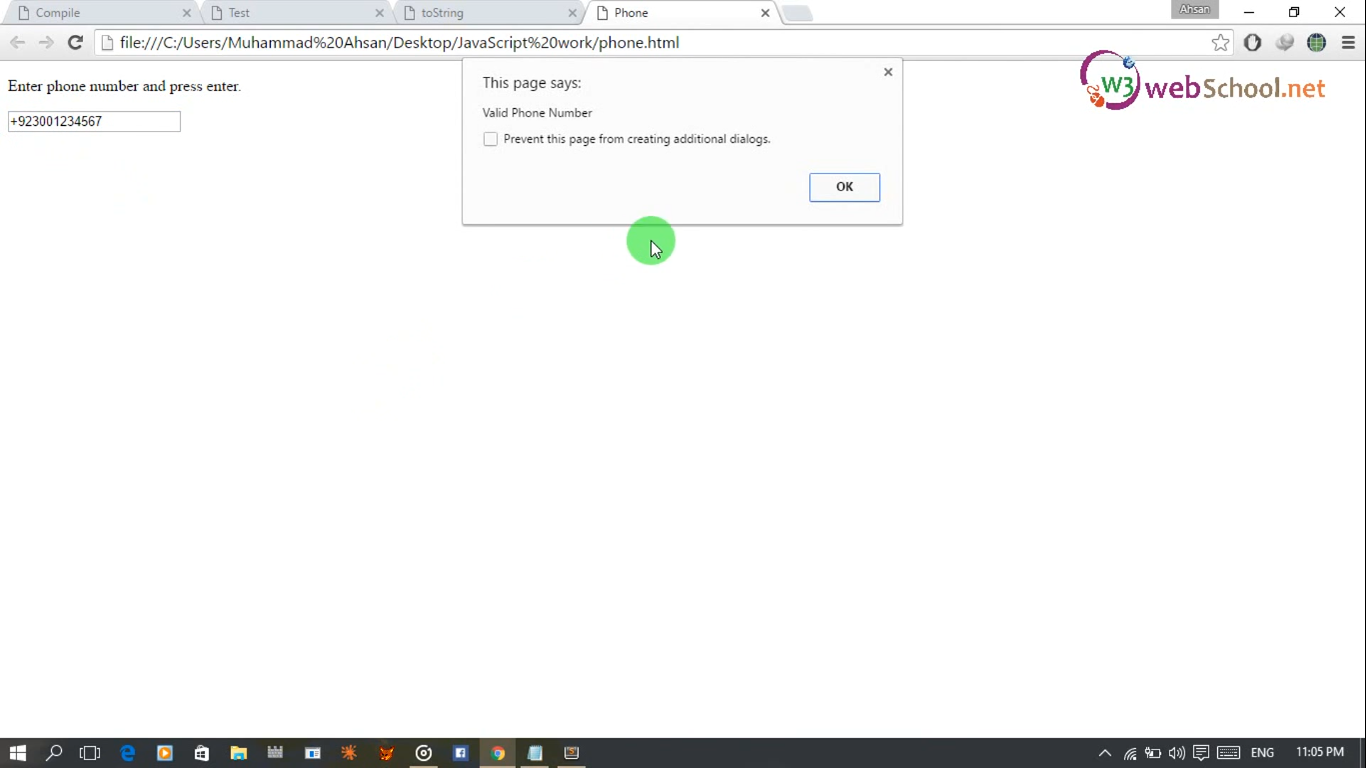 Compile
Test
toString
Phone
Ahsan
file:///C:/Users/Muhammad%20Ahsan/Desktop/JavaScript%20work/phone.html
Enter phone number and press enter.
+923001234567
This page says:
Valid Phone Number
Prevent this page from creating additional dialogs.
OK
W3 webSchool.net
ENG
11:05 PM